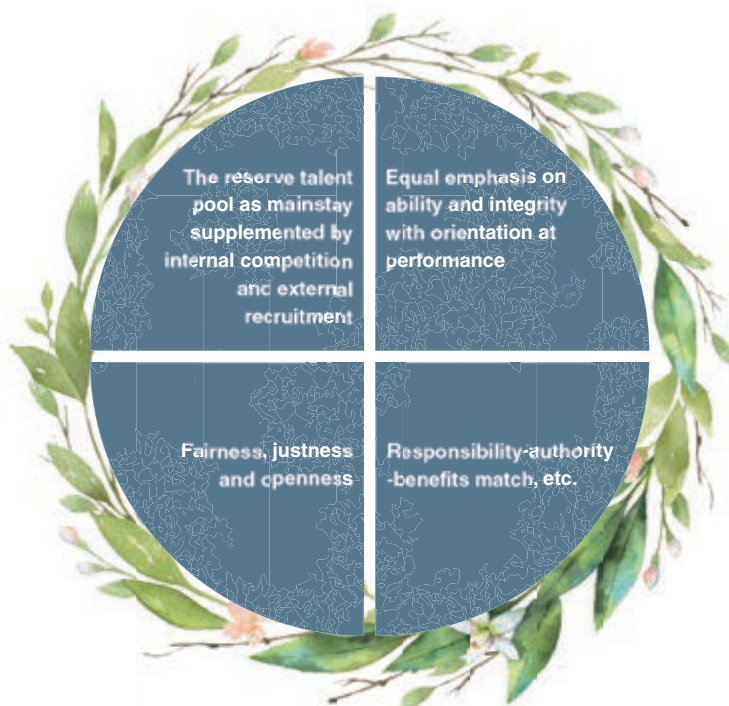 The reserve talent
pool as mainstay
supplemented by
internal competition
and external
recruitment
Equal emphasis on
ability and integrity
with orientation at
performance
Fairness, justness
and openness
Responsibility-authority
-benefits match, etc.